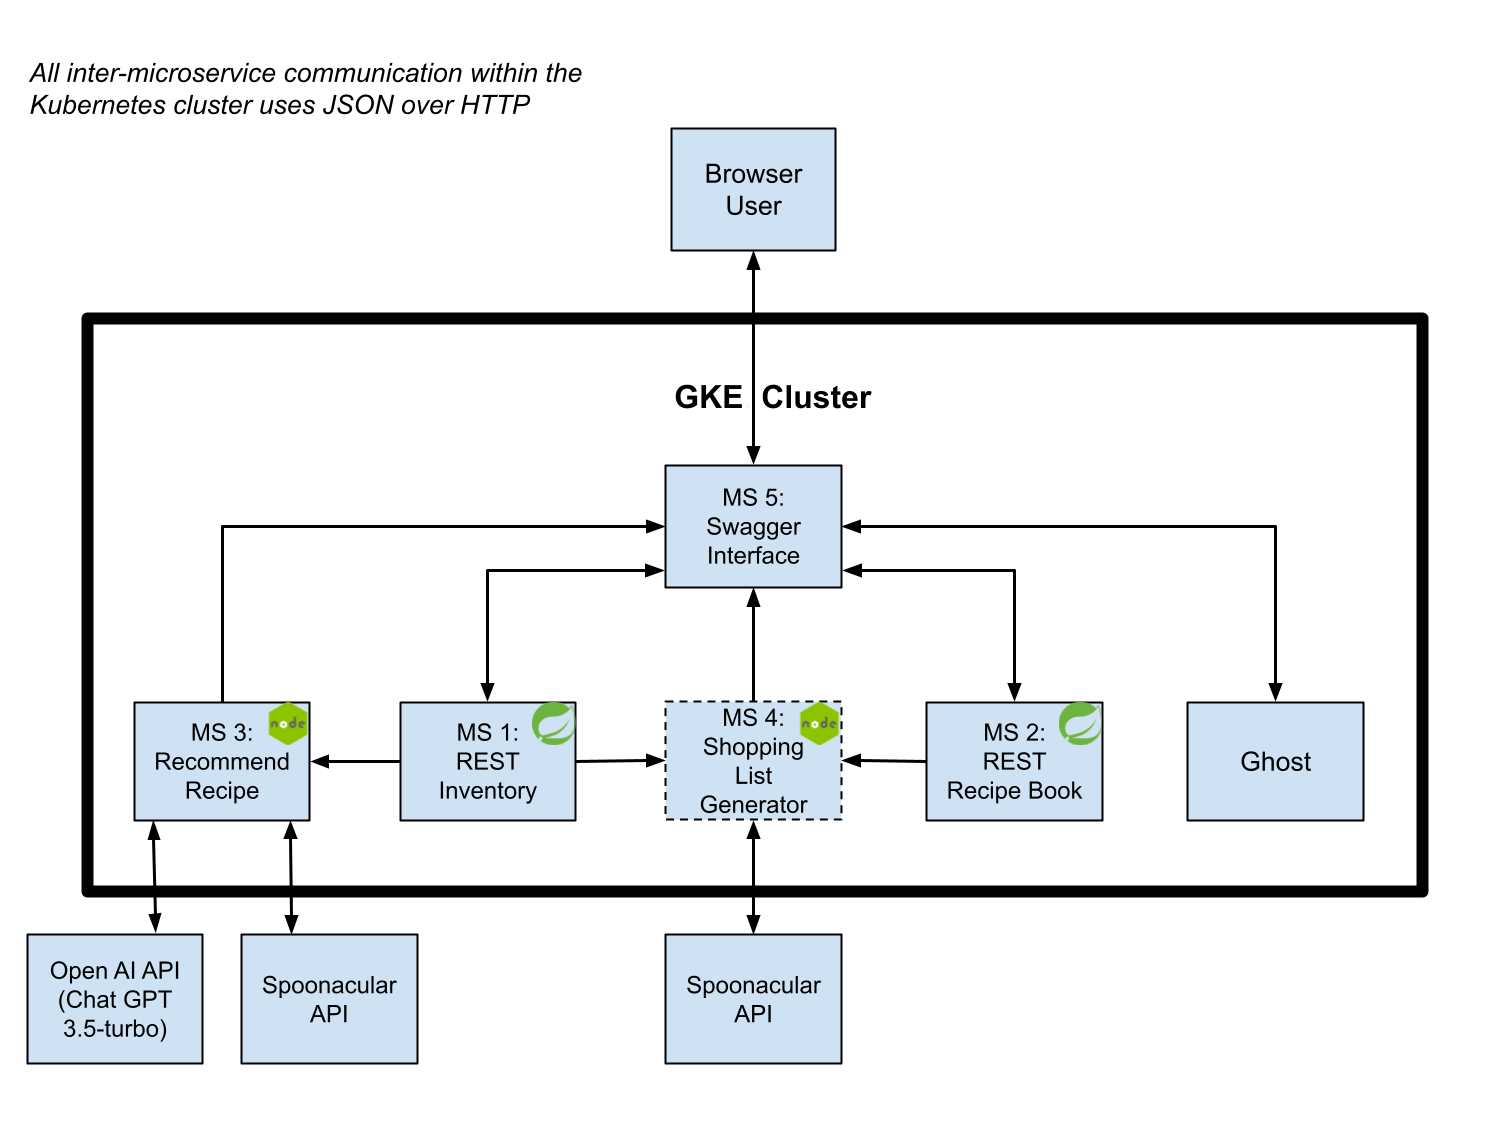 All inter-microservice communication within the
Kubernetes cluster uses JSON over HTTP
Browser
User
GKE Cluster
MS 5:
Swagger
Interface
MS 3:
Recommend
Recipe
node
MS 1:
REST
Inventory
MS 4:
Shopping
List
Generator
node
MS 2:
REST
Recipe Book
Ghost
Open AI API
(Chat GPT
3.5-turbo)
Spoonacular
API
Spoonacular
API